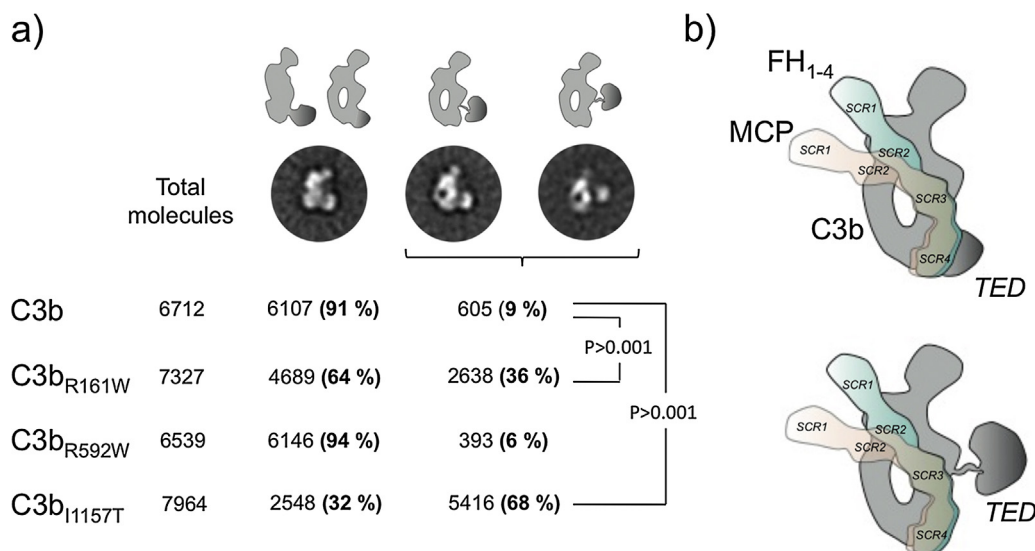 a)
Total
molecules
C3b 6712 6107 (91 %) 605 (9 %)
P>0.001
C3bR161W 7327 4689 (64 %) 2638 (36 %)
P>0.001
C3bR592W 6539 6146 (94 %) 393 (6 %)
C3bI1157T 7964 2548 (32 %) 5416 (68 %)
b)
FH1-4
SCR1
MCP
SCR1
SCR2
SCR2
SCR3
C3b
SCR4
TED
SCR1
SCR1
SCR2
SCR2
SCR3
TED
SCR4